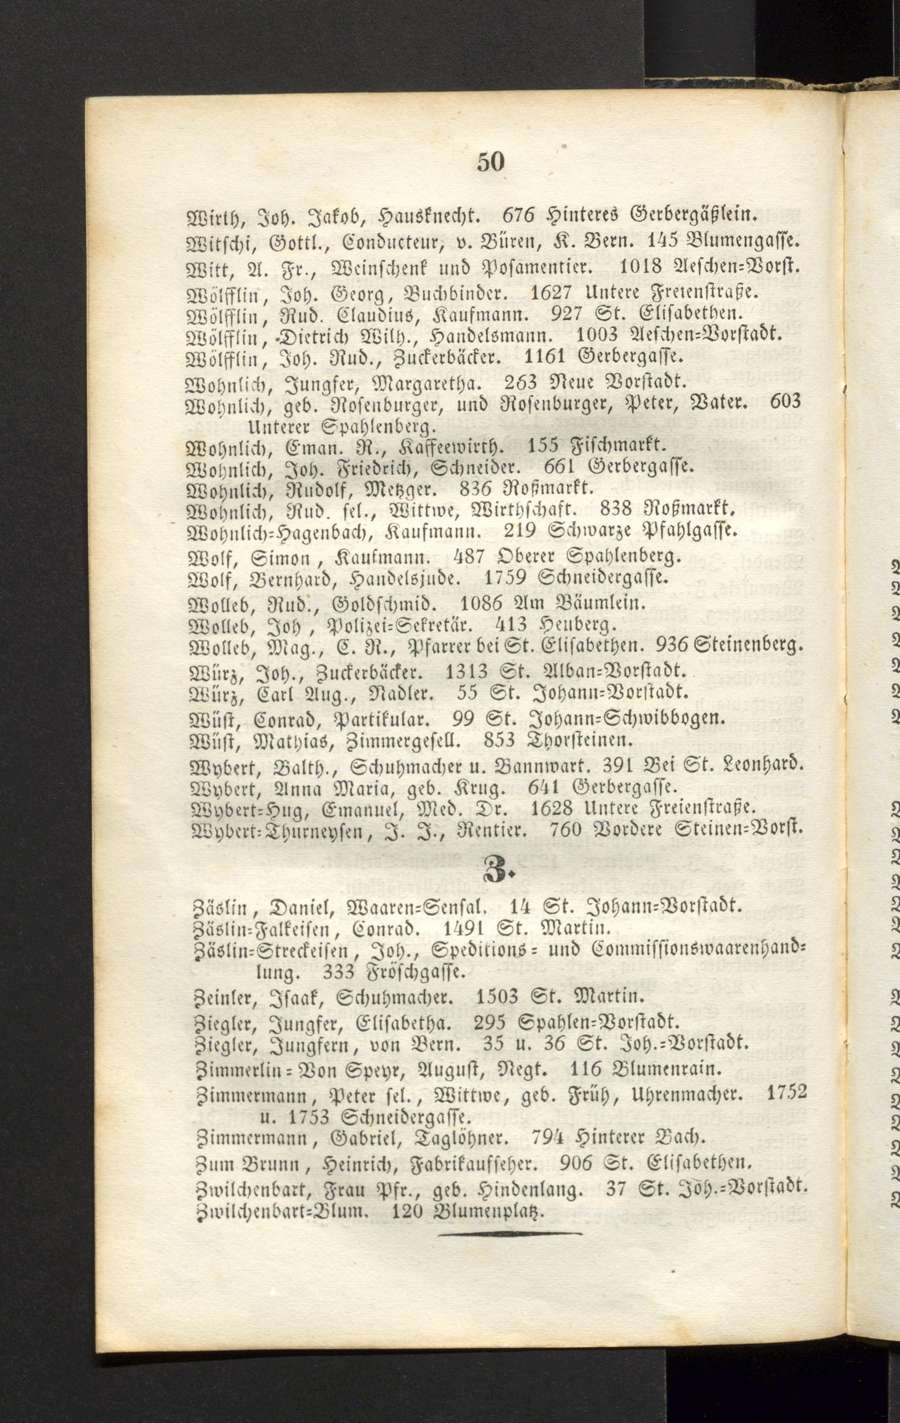 50
Wirth, Joh. Jakob, Hausknecht. 676 Hinteres Gerbergäßlein.
Witschi, Gottl., Conducteur, v. Büren, K. Bern. 145 Blumengasse.
Witt, A. Fr., Weinschenk und Posamentier. 1018 Aeschen=Vorst.
Wölfflin, Joh. Georg, Buchbinder. 1627 Untere Freienstraße.
Wölfflin, Rud. Claudius, Kaufmann. 927 St. Elisabethen.
Wölfflin, Dietrich Wilh., Handelsmann. 1003 Aeschen=Vorstadt.
Wölfflin, Joh. Rud., Zuckerbäcker. 1161 Gerbergasse.
Wohnlich, Jungfer, Margaretha. 263 Neue Vorstadt.
Wohnlich, geb. Rosenburger, und Rosenburger, Peter, Vater. 603
Unterer Spahlenberg.
Wohnlich, Eman. R., Kaffeewirth. 155 Fischmarkt.
Wohnlich, Joh. Friedrich, Schneider. 661 Gerbergasse.
Wohnlich, Rudolf, Metzger. 836 Roßmarkt.
Wohnlich, Rud. sel., Wittwe, Wirthschaft. 838 Roßmarkt.
Wohnlich=Hagenbach, Kaufmann. 219 Schwarze Pfahlgasse.
Wolf, Simon, Kaufmann. 487 Oberer Spahlenberg.
Wolf, Bernhard, Handelsjude. 1759 Schneidergasse.
Wolleb, Rud., Goldschmid. 1086 Am Bäumlein.
Wolleb, Joh, Polizei=Sekretär. 413 Heuberg.
Wolleb, Mag., E. R., Pfarrer bei St. Elisabethen. 936 Steinenberg.
Würz, Joh., Zuckerbäcker. 1313 St. Alban=Vorstadt.
Würz, Carl Aug., Nadler. 55 St. Johann=Vorstadt.
Wüst, Conrad, Partikular. 99 St. Johann=Schwibbogen.
Wüst, Mathias, Zimmergesell. 853 Thorsteinen.
Wybert, Balth., Schuhmacher u. Bannwart. 391 Bei St. Leonhard.
Wybert, Anna Maria, geb. Krug. 641 Gerbergasse.
Wybert=Hug, Emanuel, Med. Dr. 1628 Untere Freienstraße.
Wybert=Thurneysen, J. J., Rentier. 760 Vordere Steinen=Vorst.
Z.
Zäslin, Daniel, Waaren=Sensal. 14 St. Johann=Vorstadt.
Zäslin=Falkeisen, Conrad. 1491 St. Martin.
Zäslin=Streckeisen, Joh., Speditions= und Commissionswaarenhand=
lung. 333 Fröschgasse.
Zeinler, Isaak, Schuhmacher. 1503 St. Martin.
Ziegler, Jungfer, Elisabetha. 295 Spahlen=Vorstadt.
Ziegler, Jungfern, von Bern. 35 u. 36 St. Joh.=Vorstadt.
Zimmerlin=Von Speyr, August, Negt. 116 Blumenrain.
Zimmermann, Peter sel., Wittwe, geb. Früh, Uhrenmacher. 1752
u. 1753 Schneidergasse.
Zimmermann, Gabriel, Taglöhner. 794 Hinterer Bach.
Zum Brunn, Heinrich, Fabrikaufseher. 906 St. Elisabethen.
Zwilchenbart, Frau Pfr., geb. Hindenlang. 37 St. Joh.=Vorstadt.
Zwilchenbart=Blum. 120 Blumenplatz.